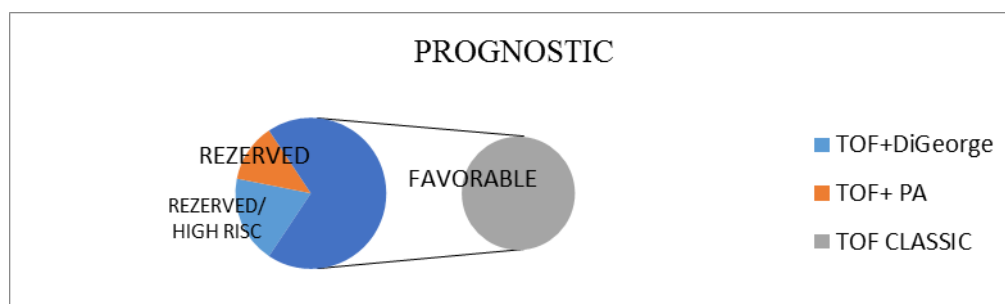 PROGNOSTIC
REZERVED
REZERVED/
HIGH RISC
FAVORABLE
TOF+DiGeorge
TOF+ PA
TOF CLASSIC